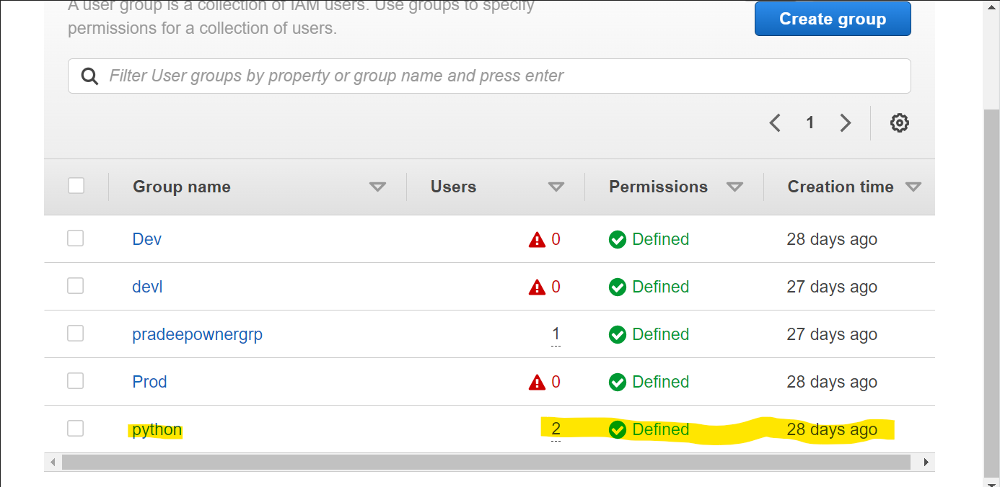 A user group is a collection of IAM users. Use groups to specify
permissions for a collection of users.
Create group
Filter User groups by property or group name and press enter
1
Group name Users Permissions Creation time
Dev 0 Defined 28 days ago
devl 0 Defined 27 days ago
pradeepownergrp 1 Defined 27 days ago
Prod 0 Defined 28 days ago
python 2 Defined 28 days ago